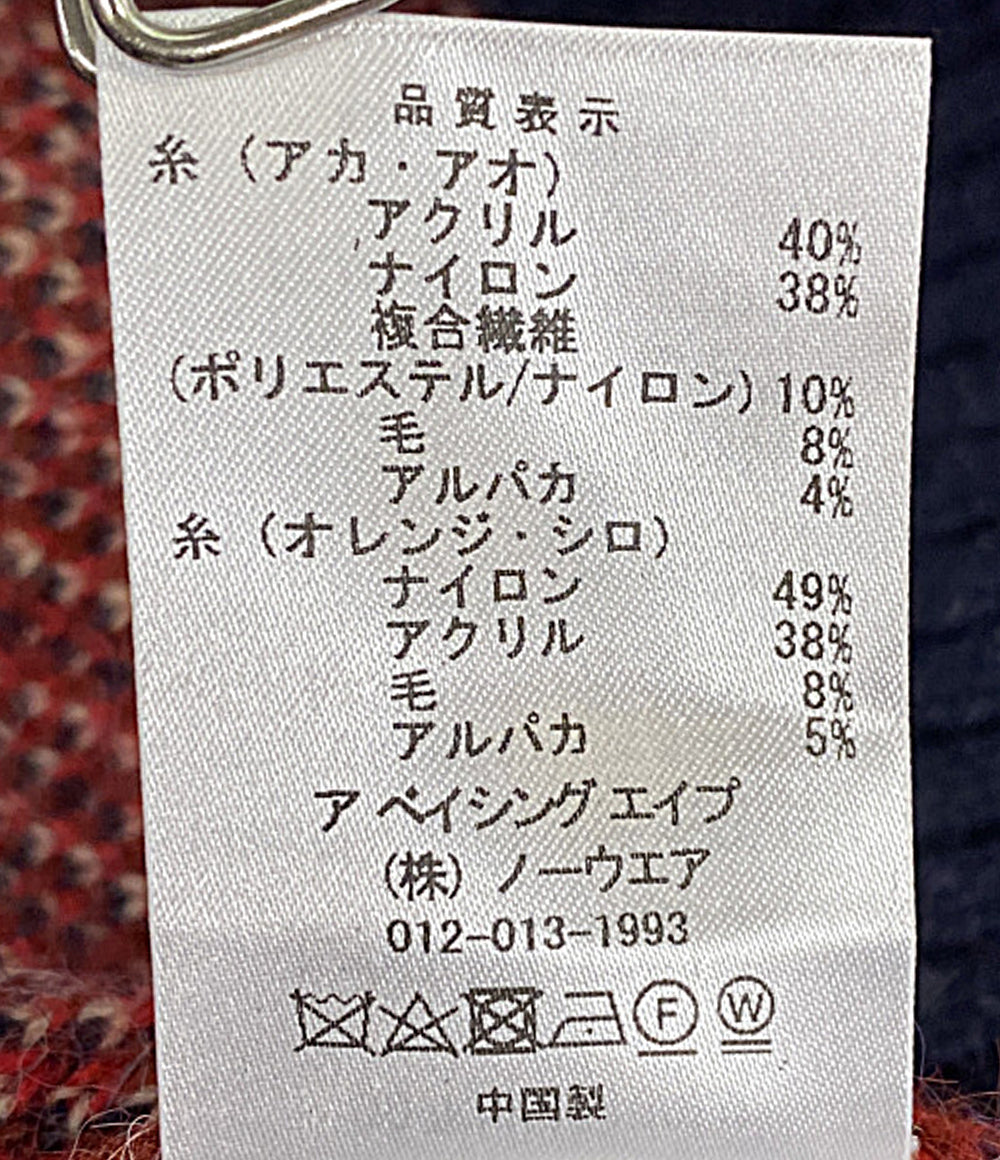 品質表示
糸（アカ・アオ）
アクリル 40%
ナイロン 38%
複合繊維
（ポリエステル/ナイロン） 10%
毛 8%
アルパカ 4%
糸（オレンジ・シロ）
ナイロン 49%
アクリル 38%
毛 8%
アルパカ 5%
ア ベイシング エイプ
(株) ノーウエア
012-013-1993
F W
中国製